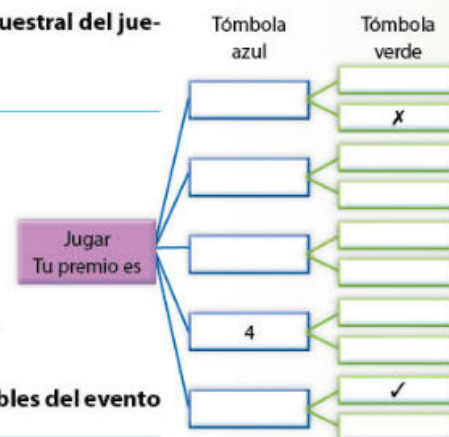 uestral del jue-
Tómbola
azul
Tómbola
verde
✗
Jugar
Tu premio es
4
✓
bles del evento